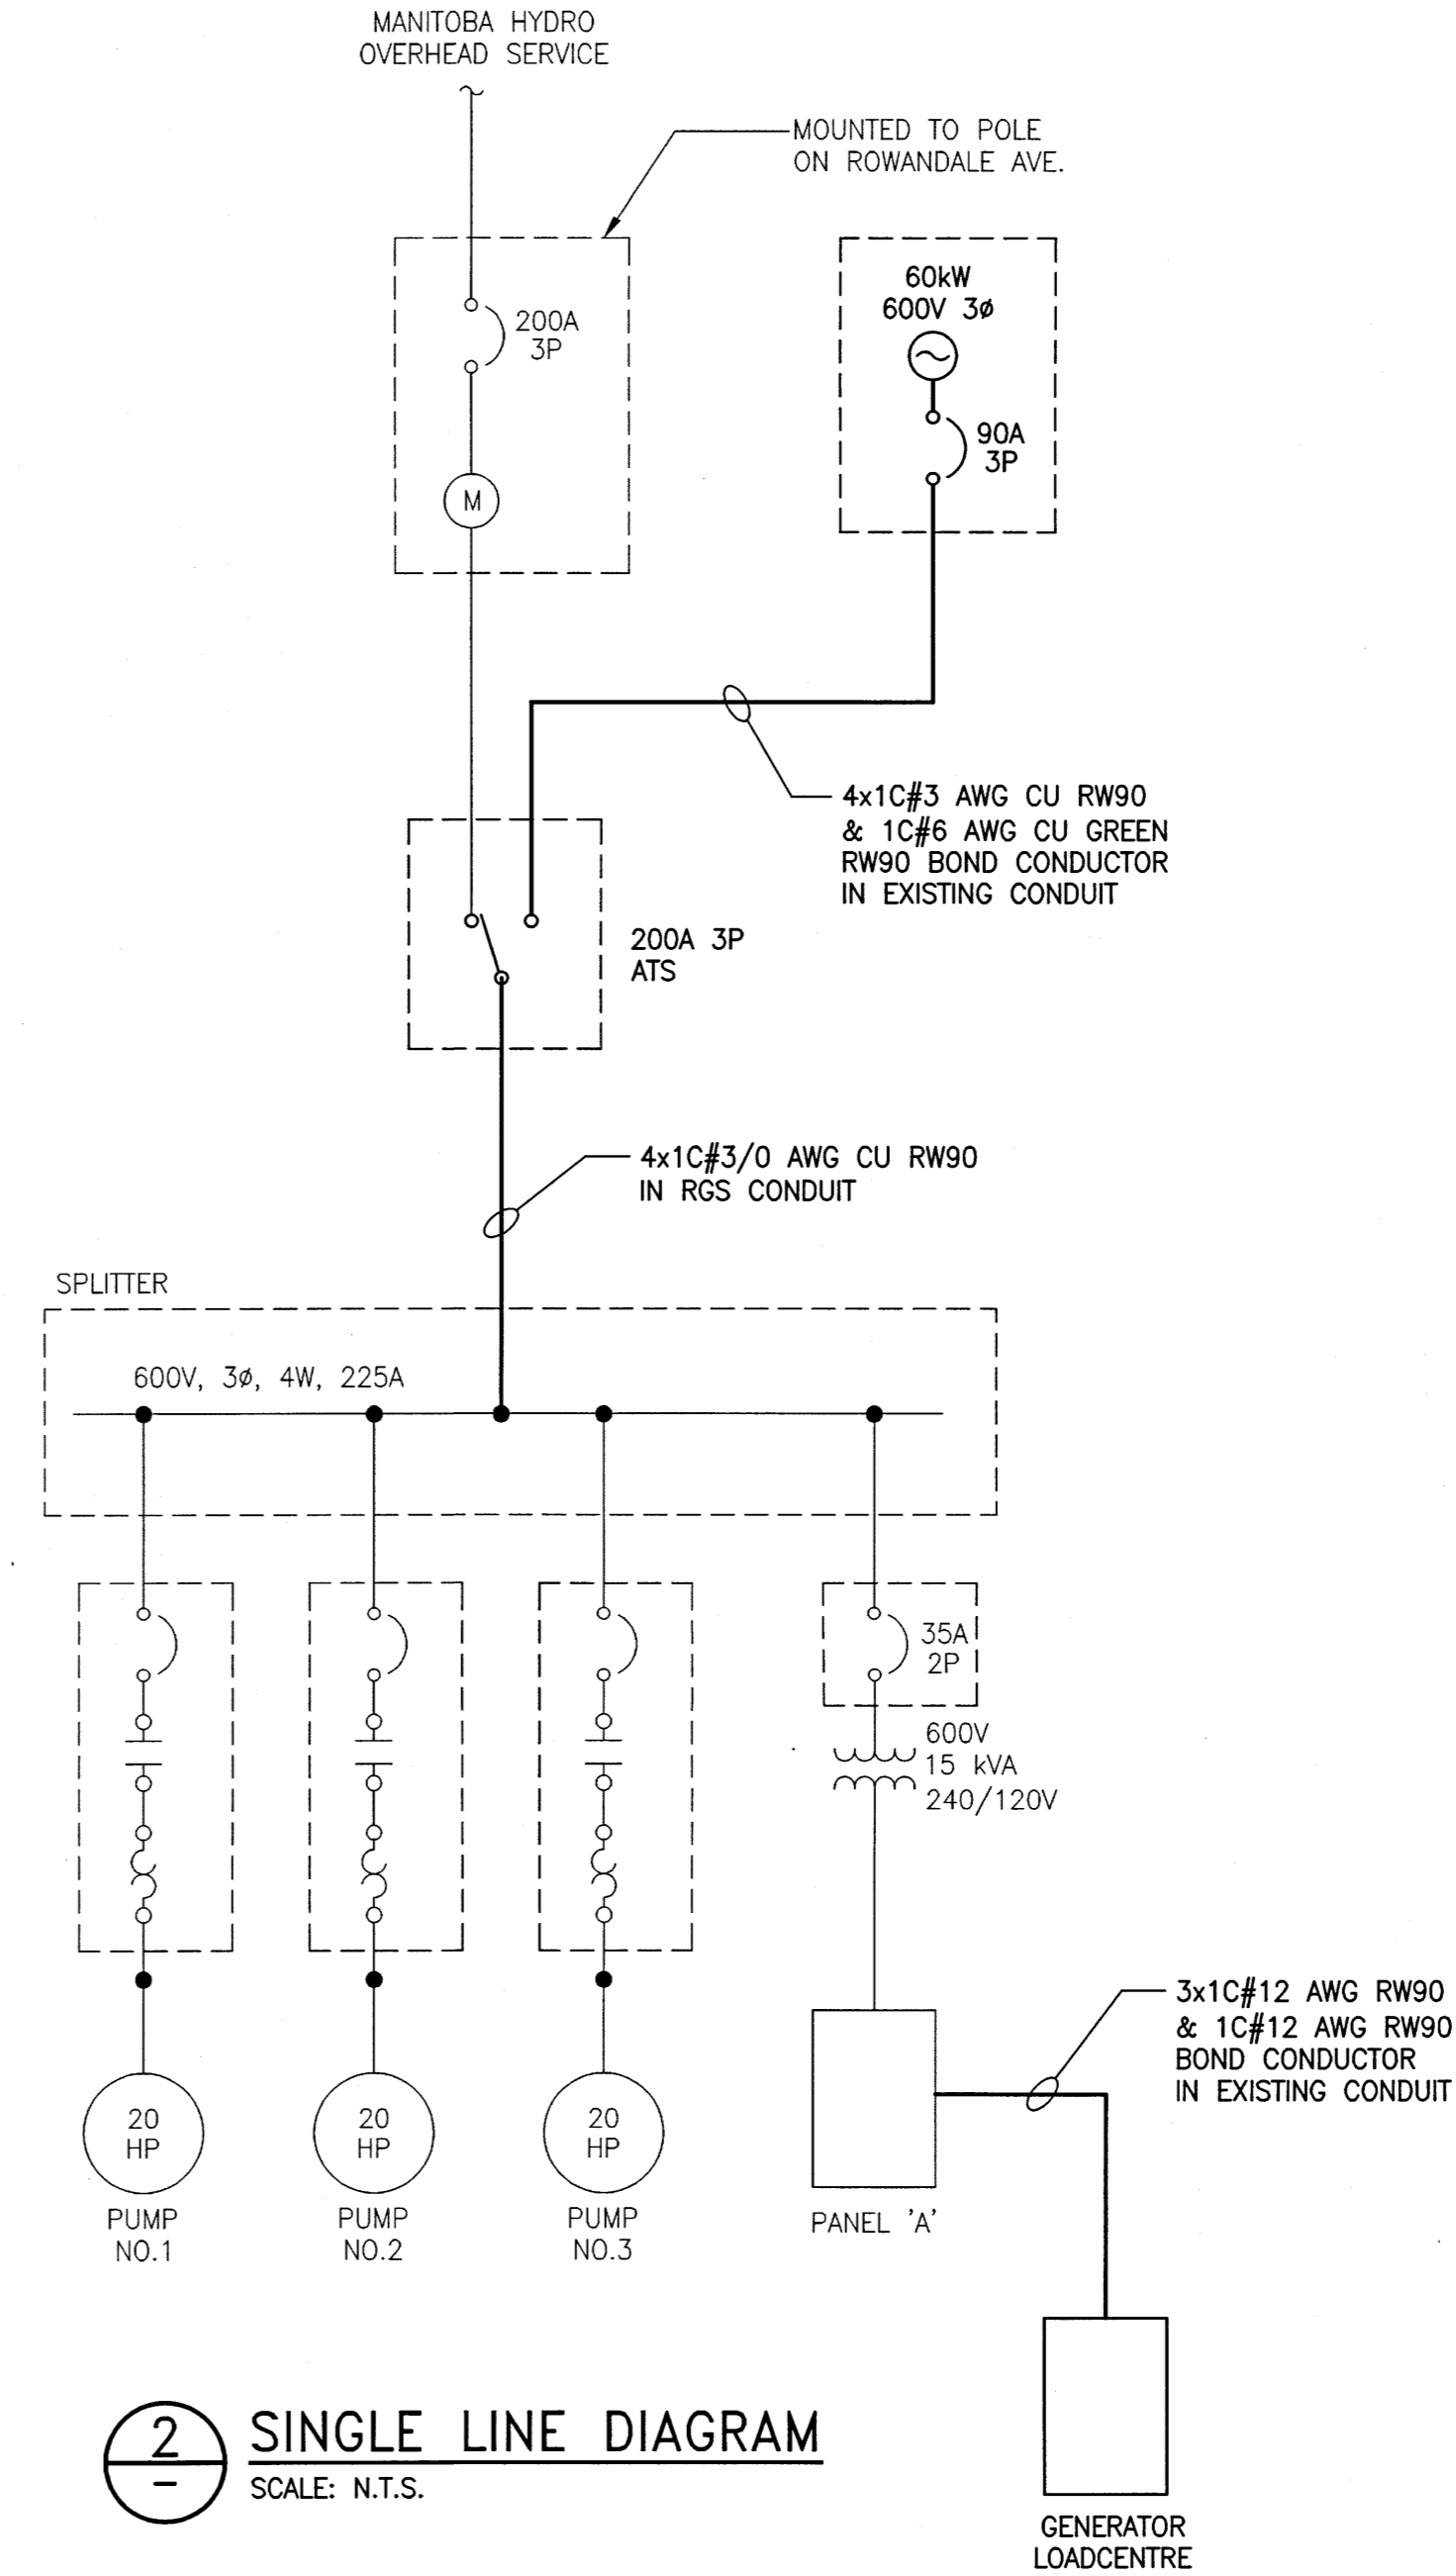 MANITOBA HYDRO
OVERHEAD SERVICE
MOUNTED TO POLE
ON ROWANDALE AVE.
200A
3P
M
60kW
600V 3ø
90A
3P
4x1C#3 AWG CU RW90
& 1C#6 AWG CU GREEN
RW90 BOND CONDUCTOR
IN EXISTING CONDUIT
200A 3P
ATS
4x1C#3/0 AWG CU RW90
IN RGS CONDUIT
SPLITTER
600V, 3ø, 4W, 225A
35A
2P
600V
15 kVA
240/120V
3x1C#12 AWG RW90
& 1C#12 AWG RW90
BOND CONDUCTOR
IN EXISTING CONDUIT
20
HP
PUMP
NO.1
20
HP
PUMP
NO.2
20
HP
PUMP
NO.3
PANEL 'A'
GENERATOR
LOADCENTRE
2
-
SINGLE LINE DIAGRAM
SCALE: N.T.S.